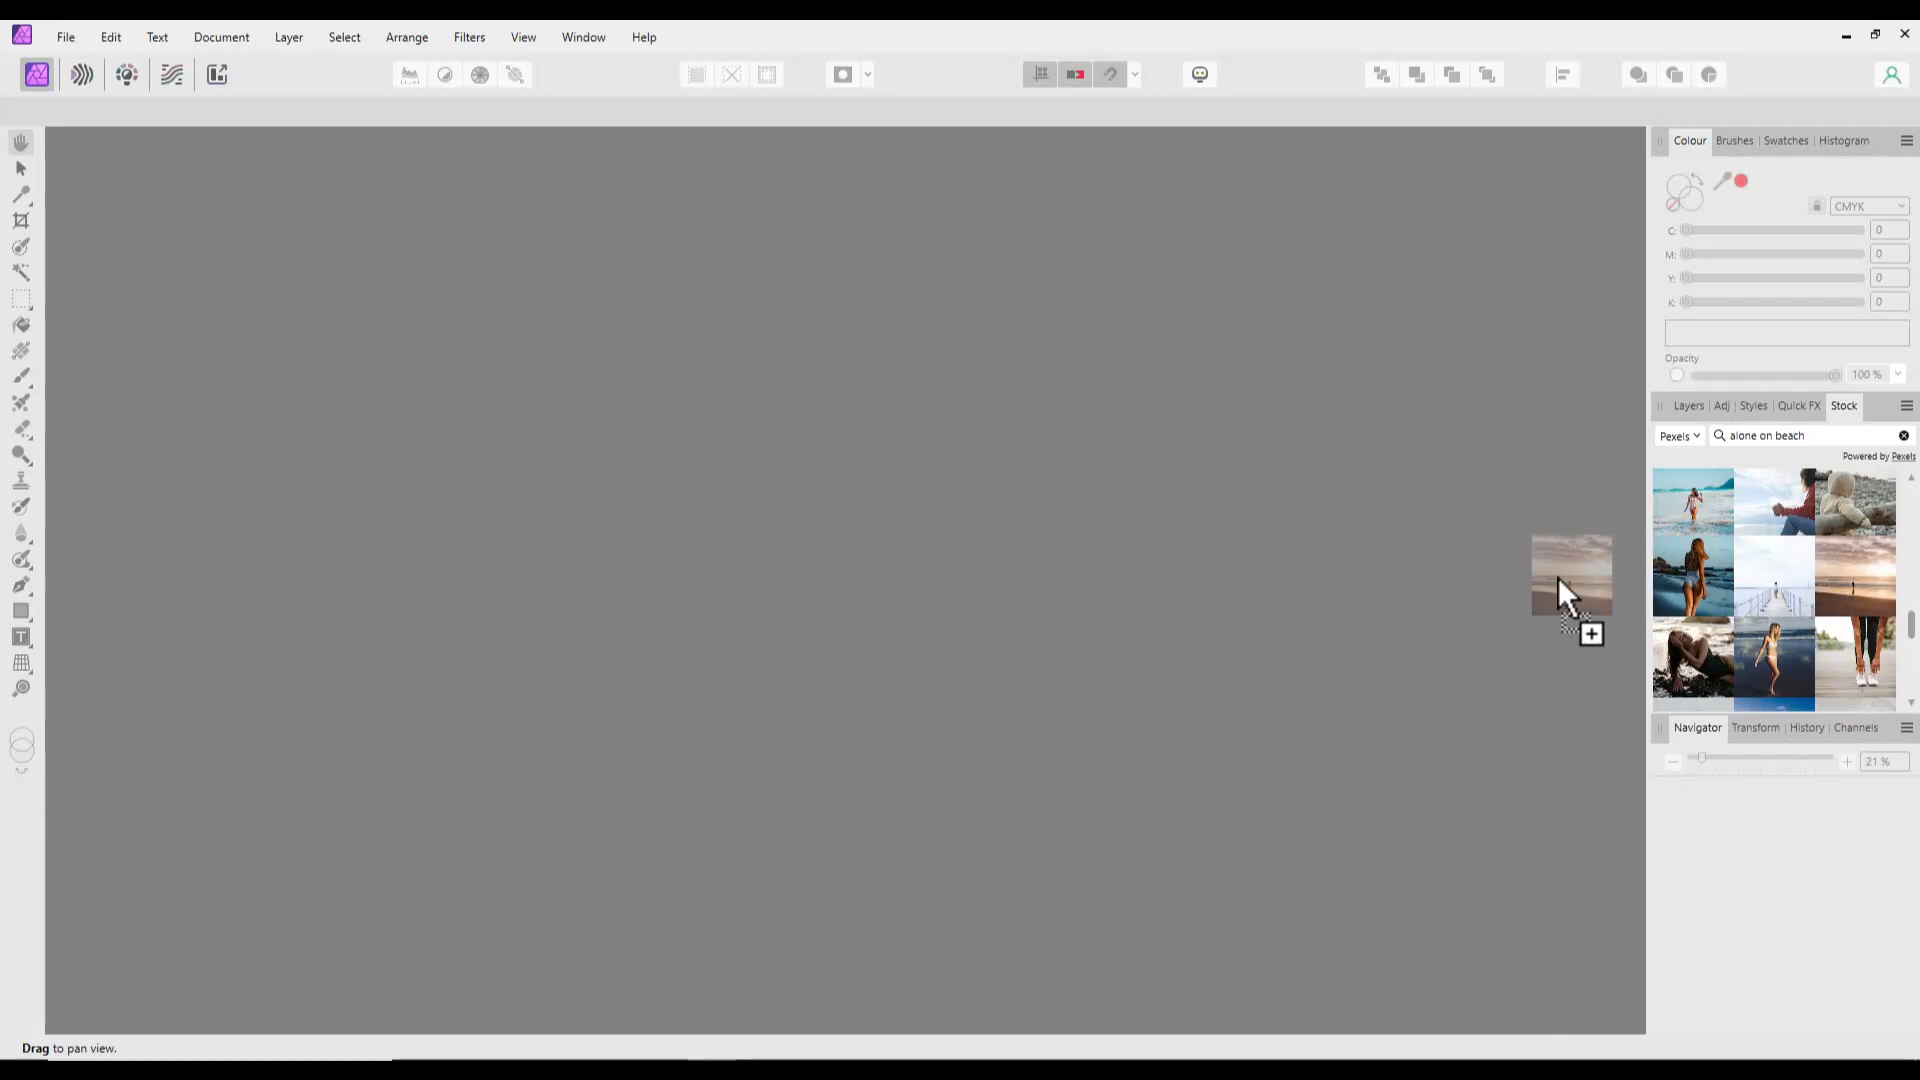 File Edit Text Document Layer Select Arrange Filters View Window Help
Colour Brushes Swatches Histogram
CMYK
C: 0
M: 0
Y: 0
K: 0
Opacity
100 %
Layers Adj Styles Quick FX Stock
Pexels alone on beach
Powered by Pexels
Navigator Transform History Channels
21 %
Drag to pan view.